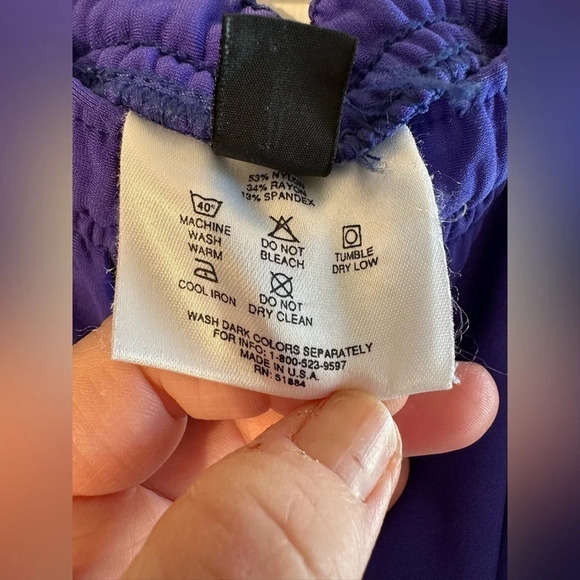 53% NYLON
34% RAYON
13% SPANDEX
40°
MACHINE
WASH
WARM
DO NOT
BLEACH
TUMBLE
DRY LOW
COOL IRON
DO NOT
DRY CLEAN
WASH DARK COLORS SEPARATELY
FOR INFO: 1-800-523-9597
MADE IN U.S.A.
RN: 51884